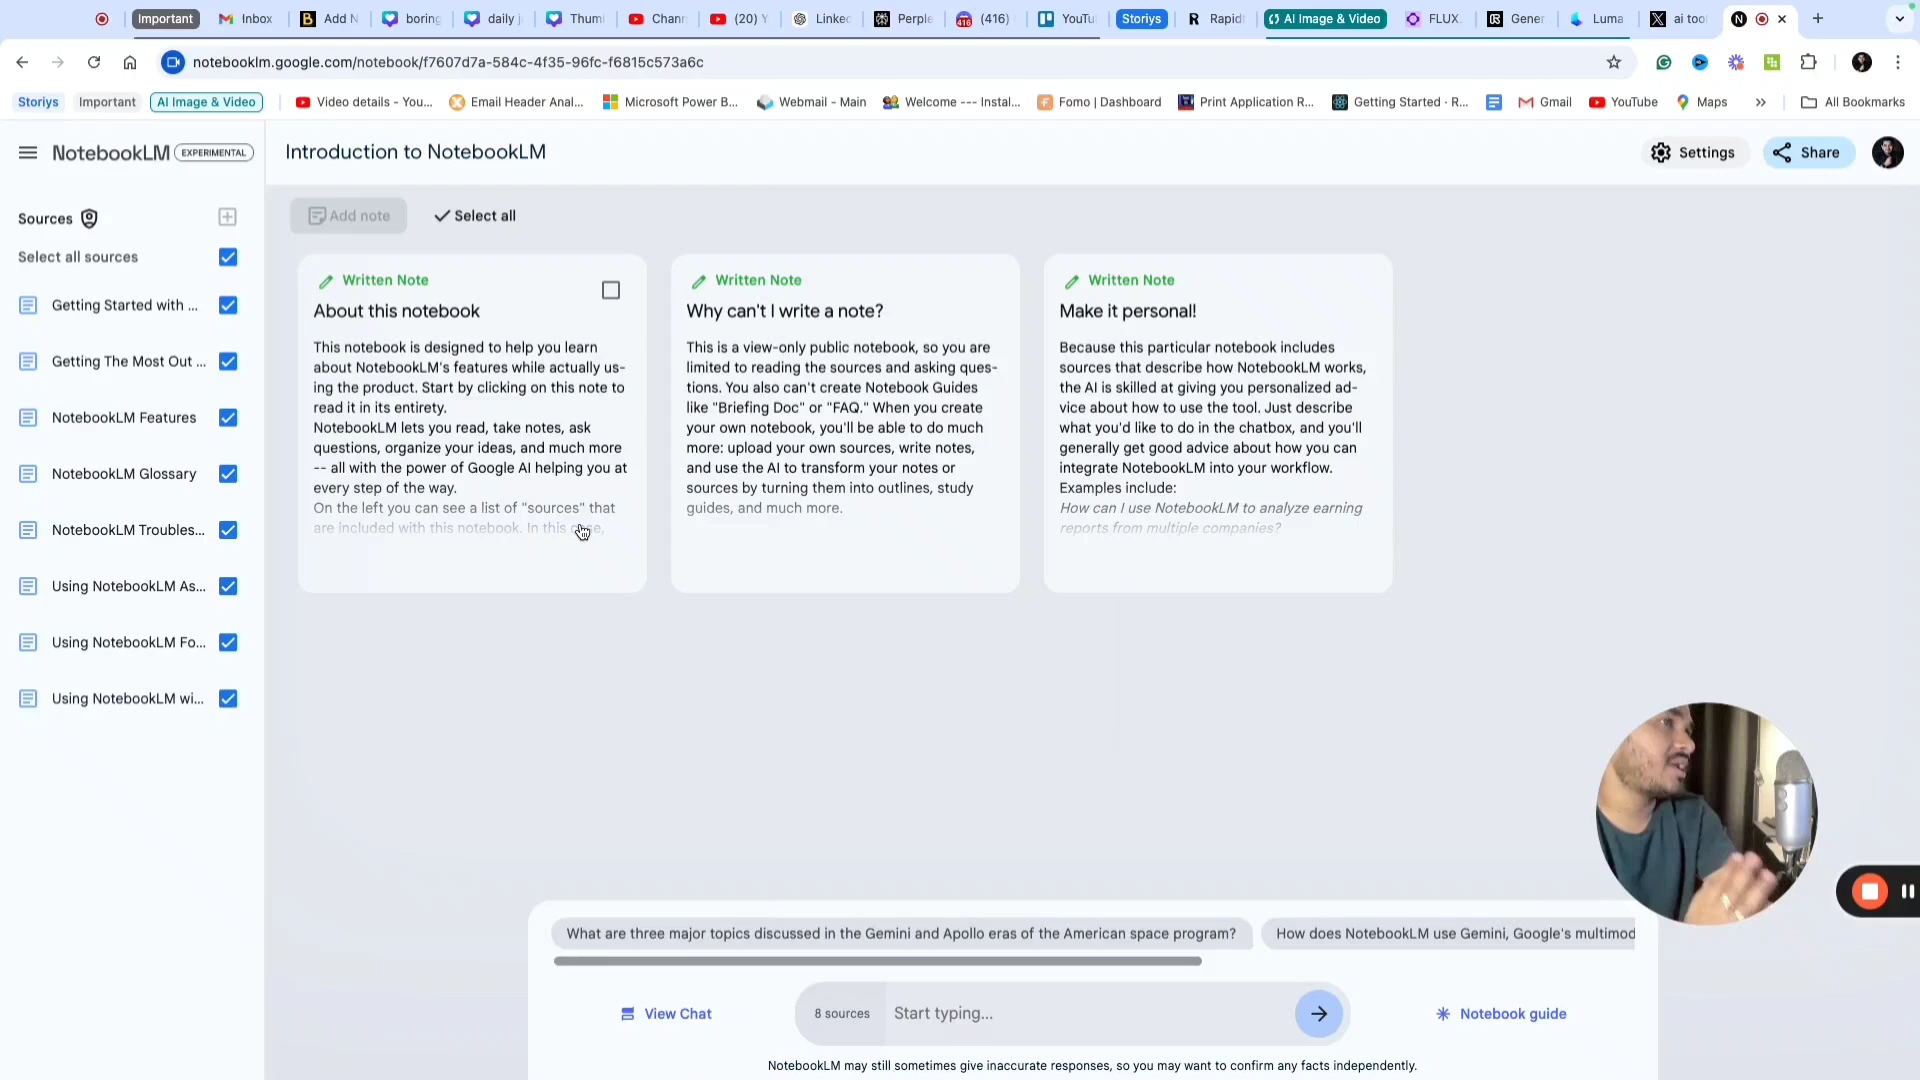 Important
Inbox
Add N
boring
daily j
Thum
Chan
(20) Y
Linke
Perple
(416)
YouTu
Storiys
Rapid
AI Image & Video
FLUX.
Gener
Luma
ai too
notebooklm.google.com/notebook/f7607d7a-584c-4f35-96fc-f6815c573a6c
Storiys
Important
AI Image & Video
Video details - You...
Email Header Anal...
Microsoft Power B...
Webmail - Main
Welcome --- Instal...
Fomo | Dashboard
Print Application R...
Getting Started · R...
Gmail
YouTube
Maps
All Bookmarks
NotebookLM EXPERIMENTAL
Introduction to NotebookLM
Settings
Share
Sources
Select all sources
Getting Started with ...
Getting The Most Out ...
NotebookLM Features
NotebookLM Glossary
NotebookLM Troubles...
Using NotebookLM As...
Using NotebookLM Fo...
Using NotebookLM wi...
Add note
Select all
Written Note
About this notebook
This notebook is designed to help you learn
about NotebookLM's features while actually us-
ing the product. Start by clicking on this note to
read it in its entirety.
NotebookLM lets you read, take notes, ask
questions, organize your ideas, and much more
-- all with the power of Google AI helping you at
every step of the way.
On the left you can see a list of "sources" that
are included with this notebook. In this
Written Note
Why can't I write a note?
This is a view-only public notebook, so you are
limited to reading the sources and asking ques-
tions. You also can't create Notebook Guides
like "Briefing Doc" or "FAQ." When you create
your own notebook, you'll be able to do much
more: upload your own sources, write notes,
and use the AI to transform your notes or
sources by turning them into outlines, study
guides, and much more.
Written Note
Make it personal!
Because this particular notebook includes
sources that describe how NotebookLM works,
the AI is skilled at giving you personalized ad-
vice about how to use the tool. Just describe
what you'd like to do in the chatbox, and you'll
generally get good advice about how you can
integrate NotebookLM into your workflow.
Examples include:
How can I use NotebookLM to analyze earning
reports from multiple companies?
What are three major topics discussed in the Gemini and Apollo eras of the American space program?
How does NotebookLM use Gemini, Google's multimod
View Chat
8 sources
Start typing...
Notebook guide
NotebookLM may still sometimes give inaccurate responses, so you may want to confirm any facts independently.